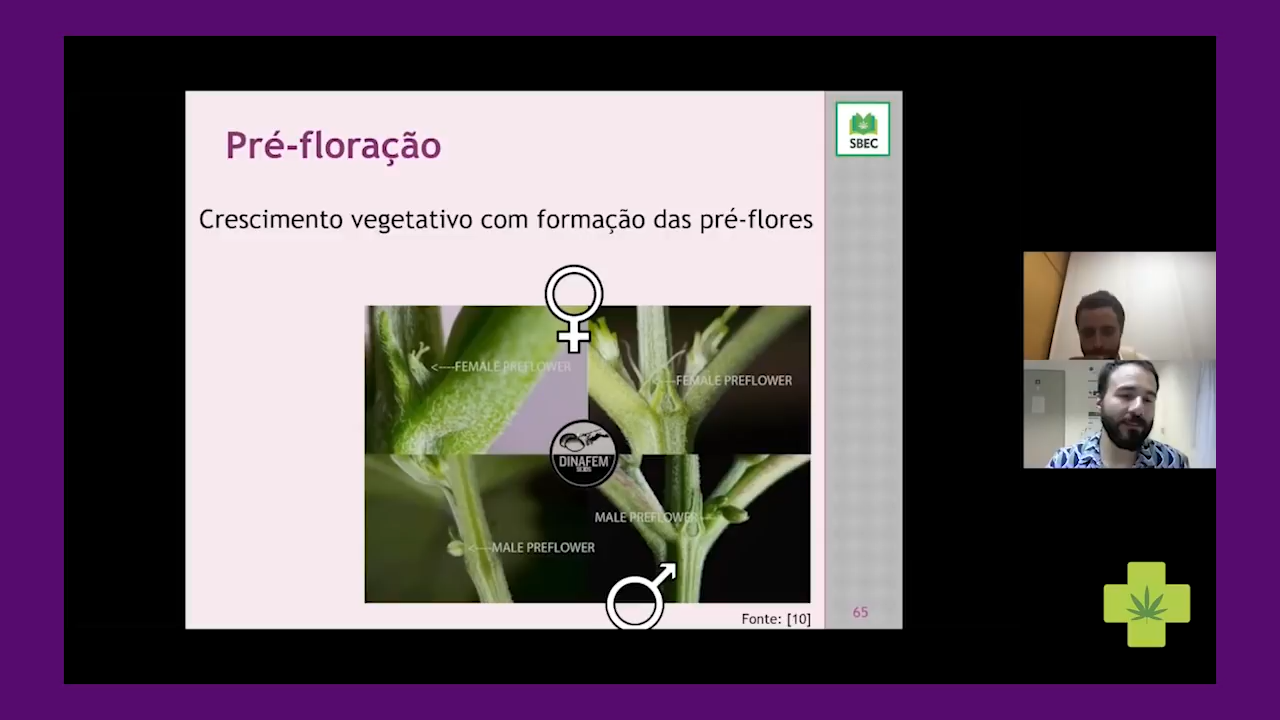 Pré-floração
SBEC
Crescimento vegetativo com formação das pré-flores
<----FEMALE PREFLOWER
<----FEMALE PREFLOWER
DINAFEM
SEEDS
MALE PREFLOWER
<----MALE PREFLOWER
Fonte: [10]
65